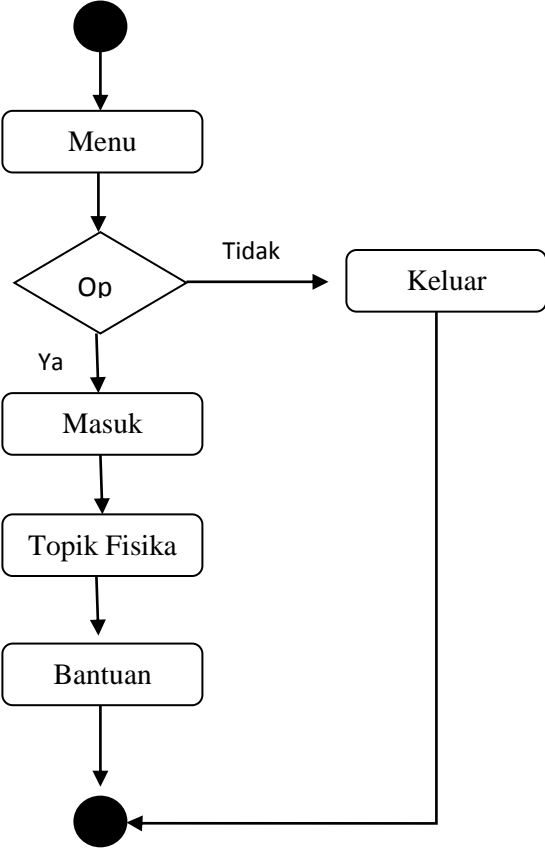 Menu
Tidak
Op
Keluar
Ya
Masuk
Topik Fisika
Bantuan